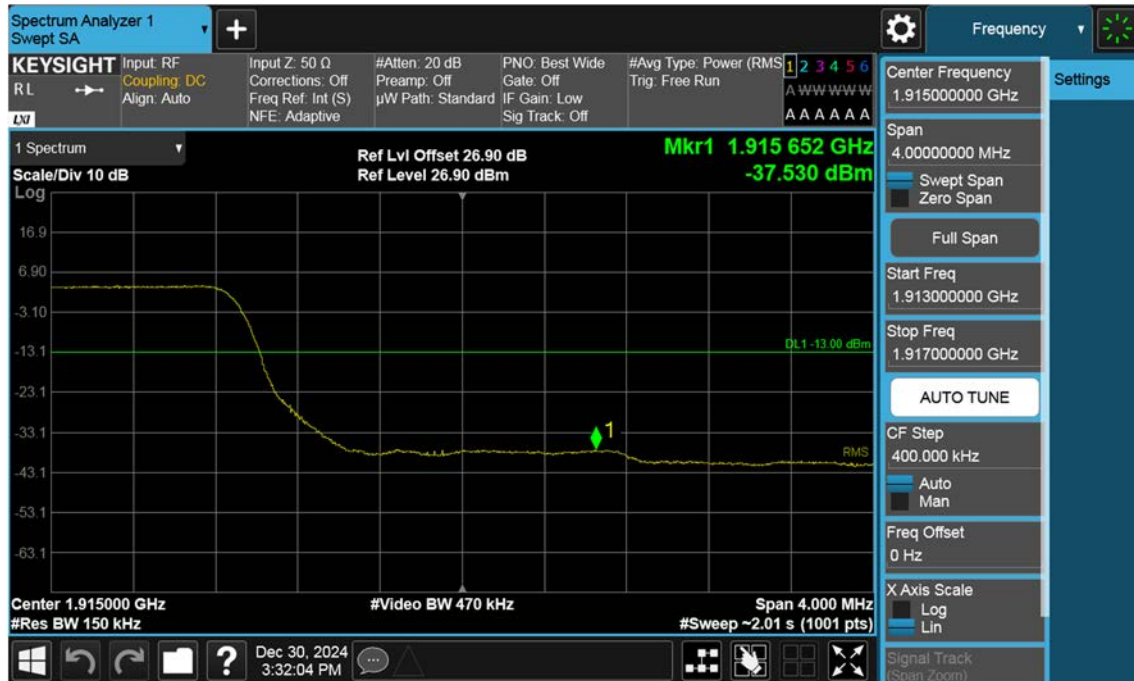 Spectrum Analyzer 1
Swept SA
+
Frequency
KEYSIGHT
RL
LXI
Input: RF
Coupling: DC
Align: Auto
Input Z: 50 Ω
Corrections: Off
Freq Ref: Int (S)
NFE: Adaptive
#Atten: 20 dB
Preamp: Off
µW Path: Standard
PNO: Best Wide
Gate: Off
IF Gain: Low
Sig Track: Off
#Avg Type: Power (RMS
Trig: Free Run
1 2 3 4 5 6
A W W W W W
A A A A A A
1 Spectrum
Scale/Div 10 dB
Ref Lvl Offset 26.90 dB
Ref Level 26.90 dBm
Mkr1 1.915 652 GHz
-37.530 dBm
Log
16.9
6.90
-3.10
-13.1
-23.1
-33.1
-43.1
-53.1
-63.1
DL1 -13.00 dBm
1
RMS
Center 1.915000 GHz
#Video BW 470 kHz
Span 4.000 MHz
#Res BW 150 kHz
#Sweep ~2.01 s (1001 pts)
Center Frequency
1.915000000 GHz
Settings
Span
4.00000000 MHz
Swept Span
Zero Span
Full Span
Start Freq
1.913000000 GHz
Stop Freq
1.917000000 GHz
AUTO TUNE
CF Step
400.000 kHz
Auto
Man
Freq Offset
0 Hz
X Axis Scale
Log
Lin
Signal Track
(Span Zoom)
?
Dec 30, 2024
3:32:04 PM